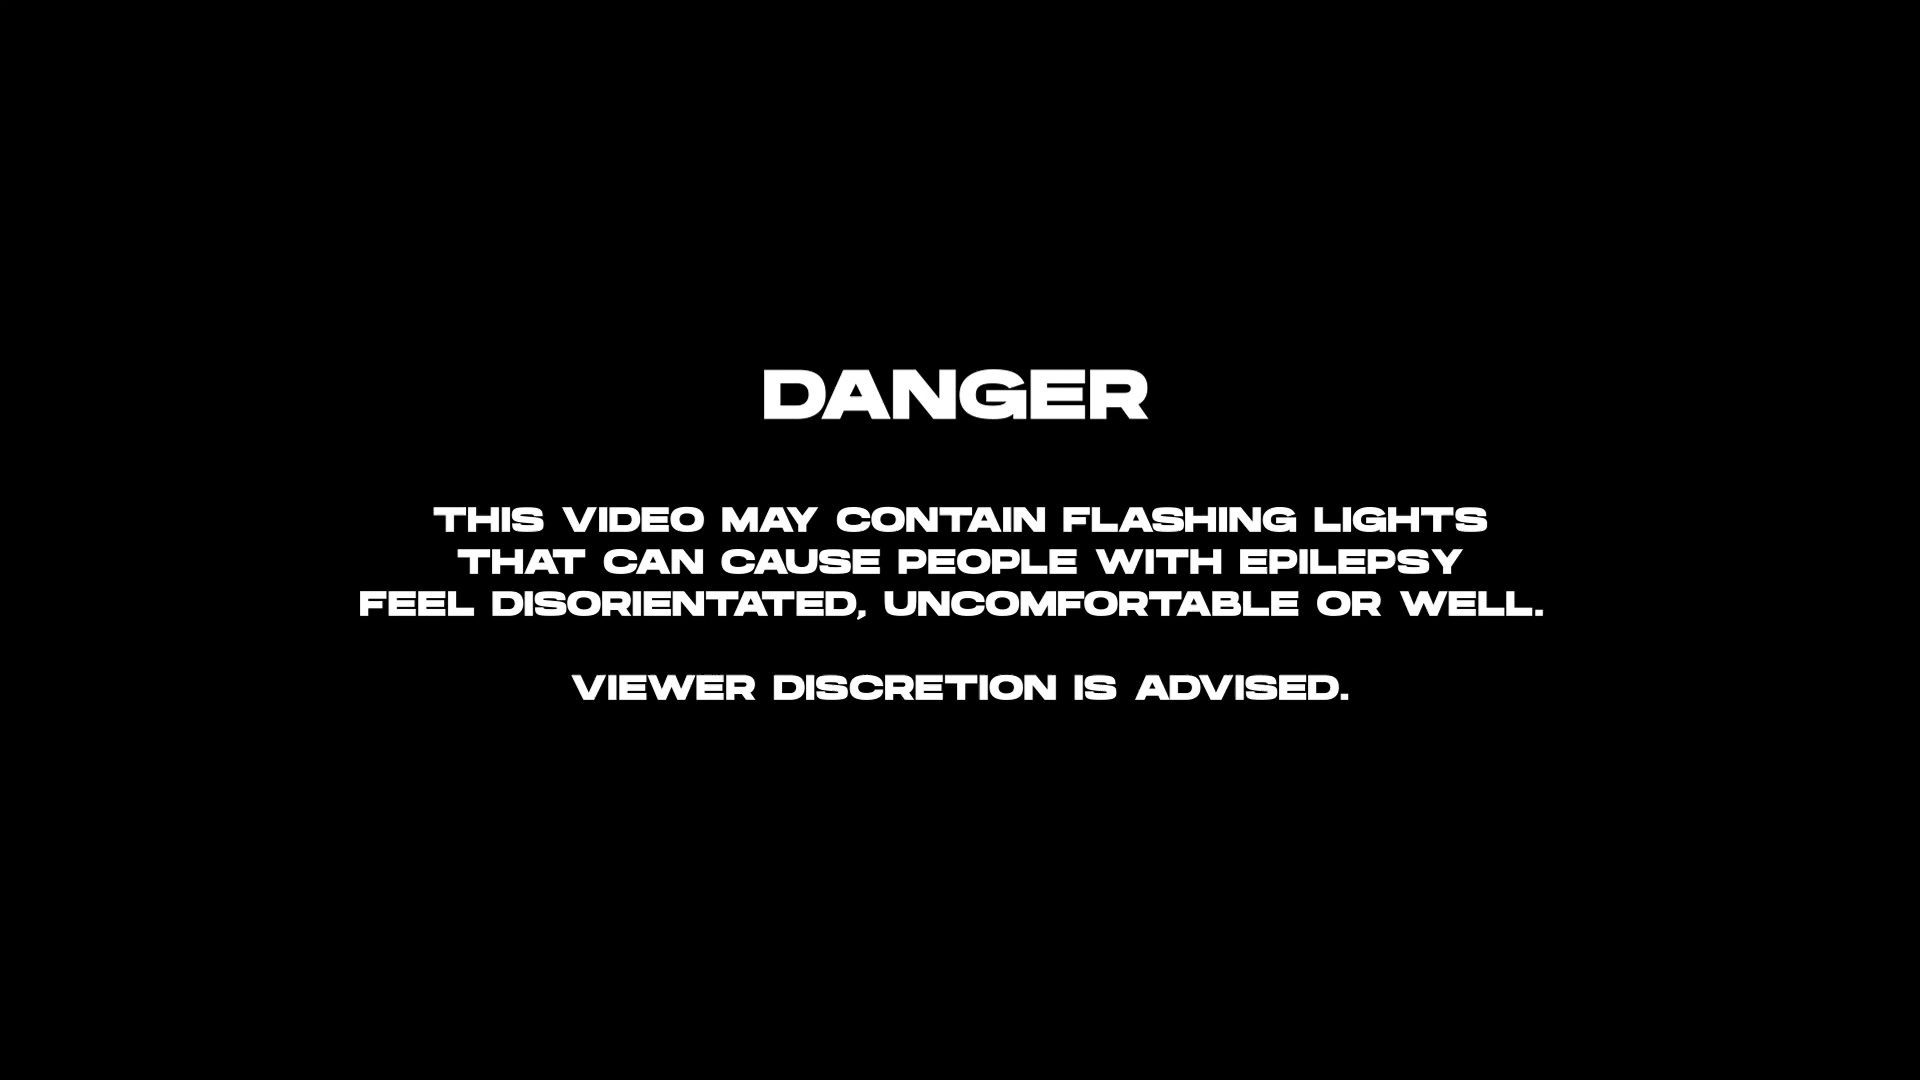 DANGER
THIS VIDEO MAY CONTAIN FLASHING LIGHTS
THAT CAN CAUSE PEOPLE WITH EPILEPSY
FEEL DISORIENTATED, UNCOMFORTABLE OR WELL.
VIEWER DISCRETION IS ADVISED.